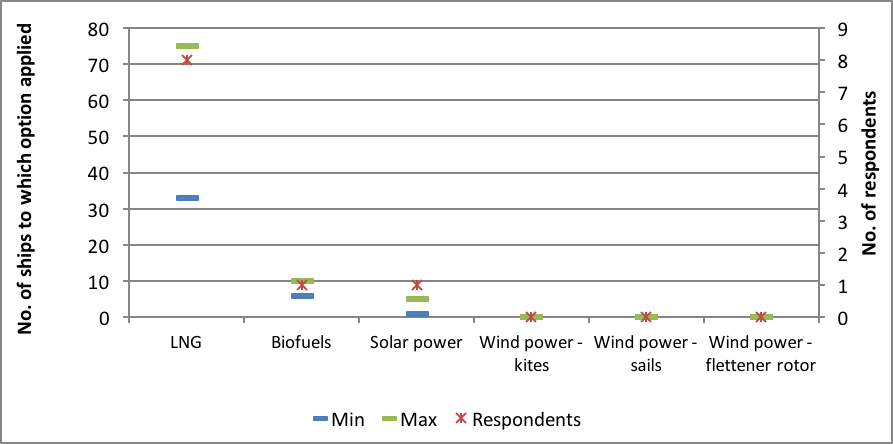 No. of ships to which option applied
80
70
60
50
40
30
20
10
0
9
8
7
6
5
4
3
2
1
0
No. of respondents
LNG
Biofuels
Solar power
Wind power -
kites
Wind power -
sails
Wind power -
flettener rotor
Min
Max
Respondents